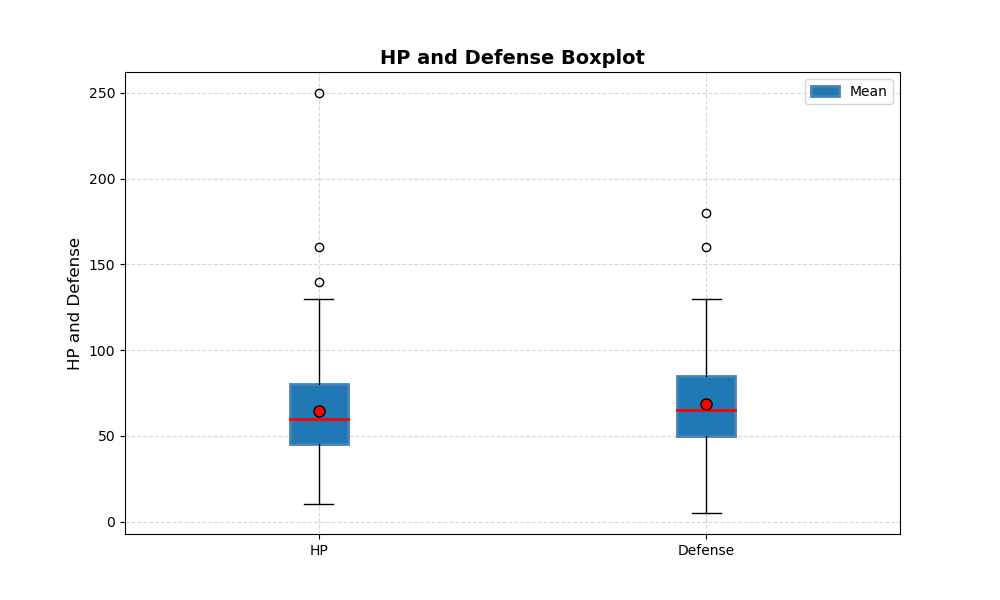 HP and Defense Boxplot
Mean
HP and Defense
250
200
150
100
50
0
HP
Defense